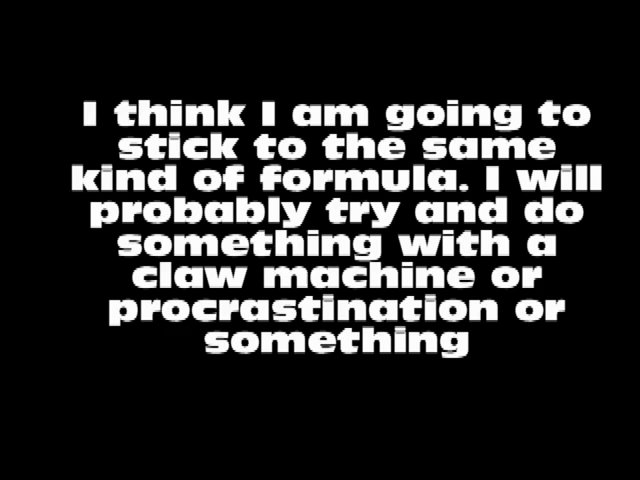 I think I am going to
stick to the same
kind of formula. I will
probably try and do
something with a
claw machine or
procrastination or
something